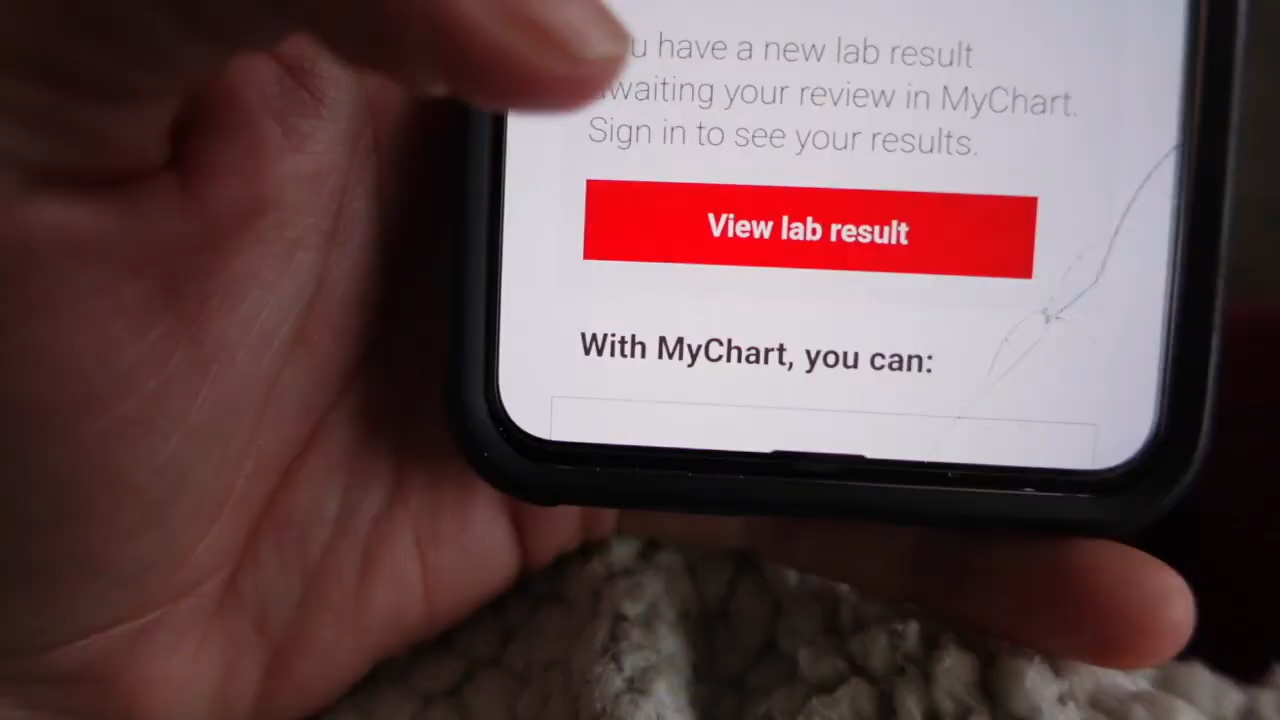 have a new lab result
your review in MyChart.
Sign in to see your results.
View lab result
With MyChart, you can: